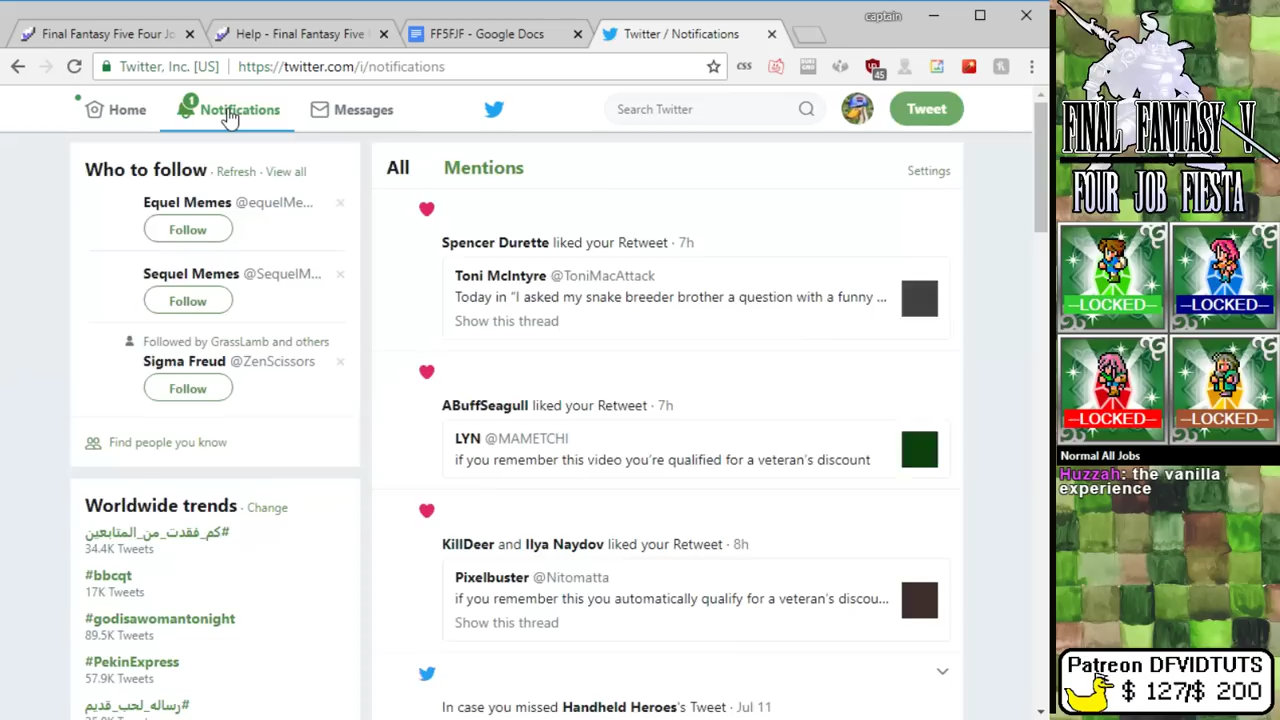 captain
Final Fantasy Five Four Jo
Help - Final Fantasy Five
FF5FJF - Google Docs
Twitter / Notifications
Twitter, Inc. [US]
https://twitter.com/i/notifications
css
45
Home
1
Notifications
Messages
Search Twitter
Tweet
Who to follow · Refresh · View all
Equel Memes @equelMe...
Follow
Sequel Memes @SequelM...
Follow
Followed by GrassLamb and others
Sigma Freud @ZenScissors
Follow
Find people you know
Worldwide trends · Change
#كم_فقدت_من_المتابعين
34.4K Tweets
#bbcqt
17K Tweets
#godisawomantonight
89.5K Tweets
#PekinExpress
57.9K Tweets
#رساله_لحب_قديم
All
Mentions
Settings
Spencer Durette liked your Retweet · 7h
Toni McIntyre @ToniMacAttack
Today in “I asked my snake breeder brother a question with a funny ...
Show this thread
ABuffSeagull liked your Retweet · 7h
LYN @MAMETCHI
if you remember this video you’re qualified for a veteran’s discount
KillDeer and Ilya Naydov liked your Retweet · 8h
Pixelbuster @Nitomatta
if you remember this you automatically qualify for a veteran’s discou...
Show this thread
In case you missed Handheld Heroes's Tweet · Jul 11
FINAL FANTASY V
FOUR JOB FIESTA
—LOCKED—
—LOCKED—
—LOCKED—
—LOCKED—
Normal All Jobs
Huzzah: the vanilla
experience
Patreon DFVIDTUTS
$ 127/$ 200